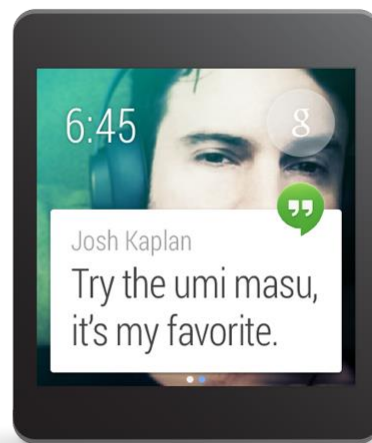 6:45
g
Josh Kaplan
Try the umi masu,
it's my favorite.